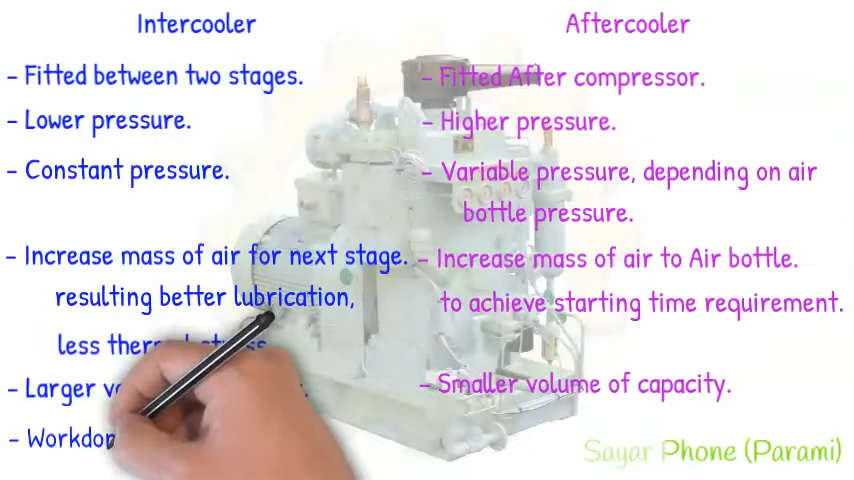 Intercooler
Aftercooler
- Fitted between two stages.
- Fitted After compressor.
- Lower pressure.
- Higher pressure.
- Constant pressure.
- Variable pressure, depending on air
bottle pressure.
- Increase mass of air for next stage.
resulting better lubrication,
less
- Increase mass of air to Air bottle.
to achieve starting time requirement.
- Larger
- Smaller volume of capacity.
-
Sayar Phone (Parami)